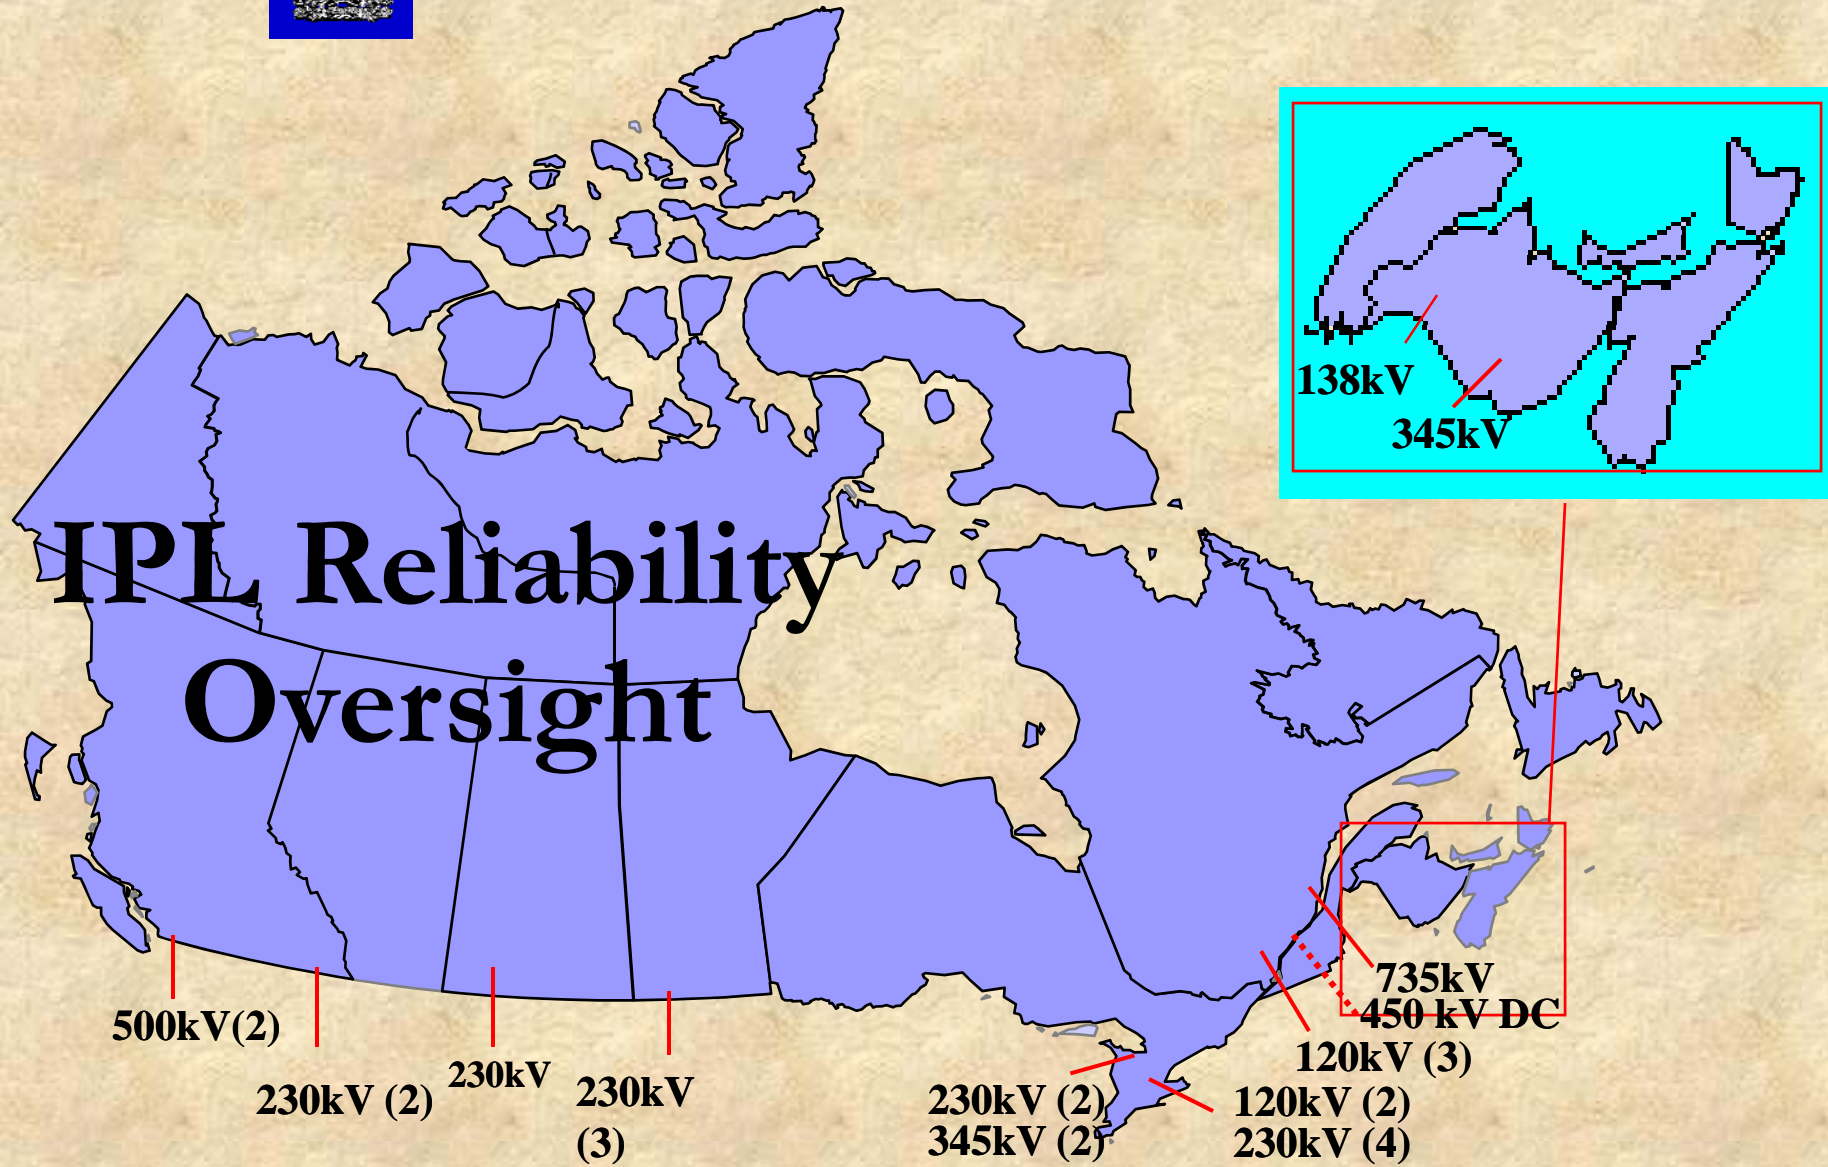 138kV
345kV
IPL Reliability
Oversight
735kV
450 kV DC
500kV(2)
120kV (3)
230kV (2)
230kV
230kV
(3)
230kV (2)
345kV (2)
120kV (2)
230kV (4)